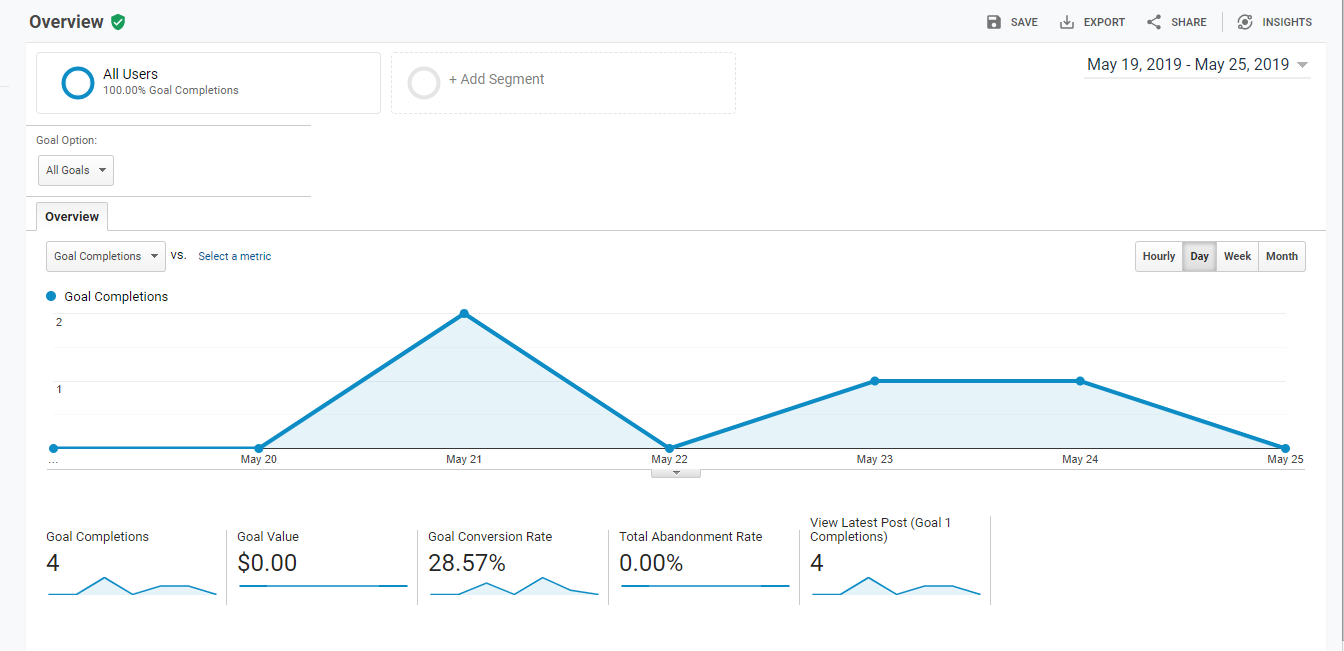 Overview
SAVE EXPORT SHARE INSIGHTS
All Users
100.00% Goal Completions
+ Add Segment
May 19, 2019 - May 25, 2019
Goal Option:
All Goals
Overview
Goal Completions VS. Select a metric
Hourly Day Week Month
Goal Completions
2
1
... May 20 May 21 May 22 May 23 May 24 May 25
Goal Completions
4
Goal Value
$0.00
Goal Conversion Rate
28.57%
Total Abandonment Rate
0.00%
View Latest Post (Goal 1
Completions)
4